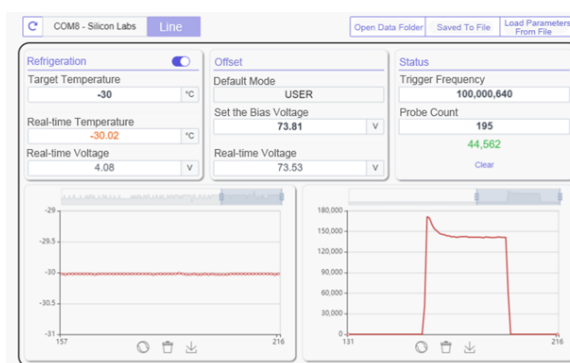 COM8 - Silicon Labs
Line
Open Data Folder
Saved To File
Load Parameters
From File
Refrigeration
Target Temperature
-30 °C
Real-time Temperature
-30.02 °C
Real-time Voltage
4.08 V
Offset
Default Mode
USER
Set the Bias Voltage
73.81 V
Real-time Voltage
73.53 V
Status
Trigger Frequency
100,000,640
Probe Count
195
44,562
Clear
-29
-29.5
-30
-30.5
-31
157 216
180,000
150,000
120,000
90,000
60,000
30,000
0
131 216